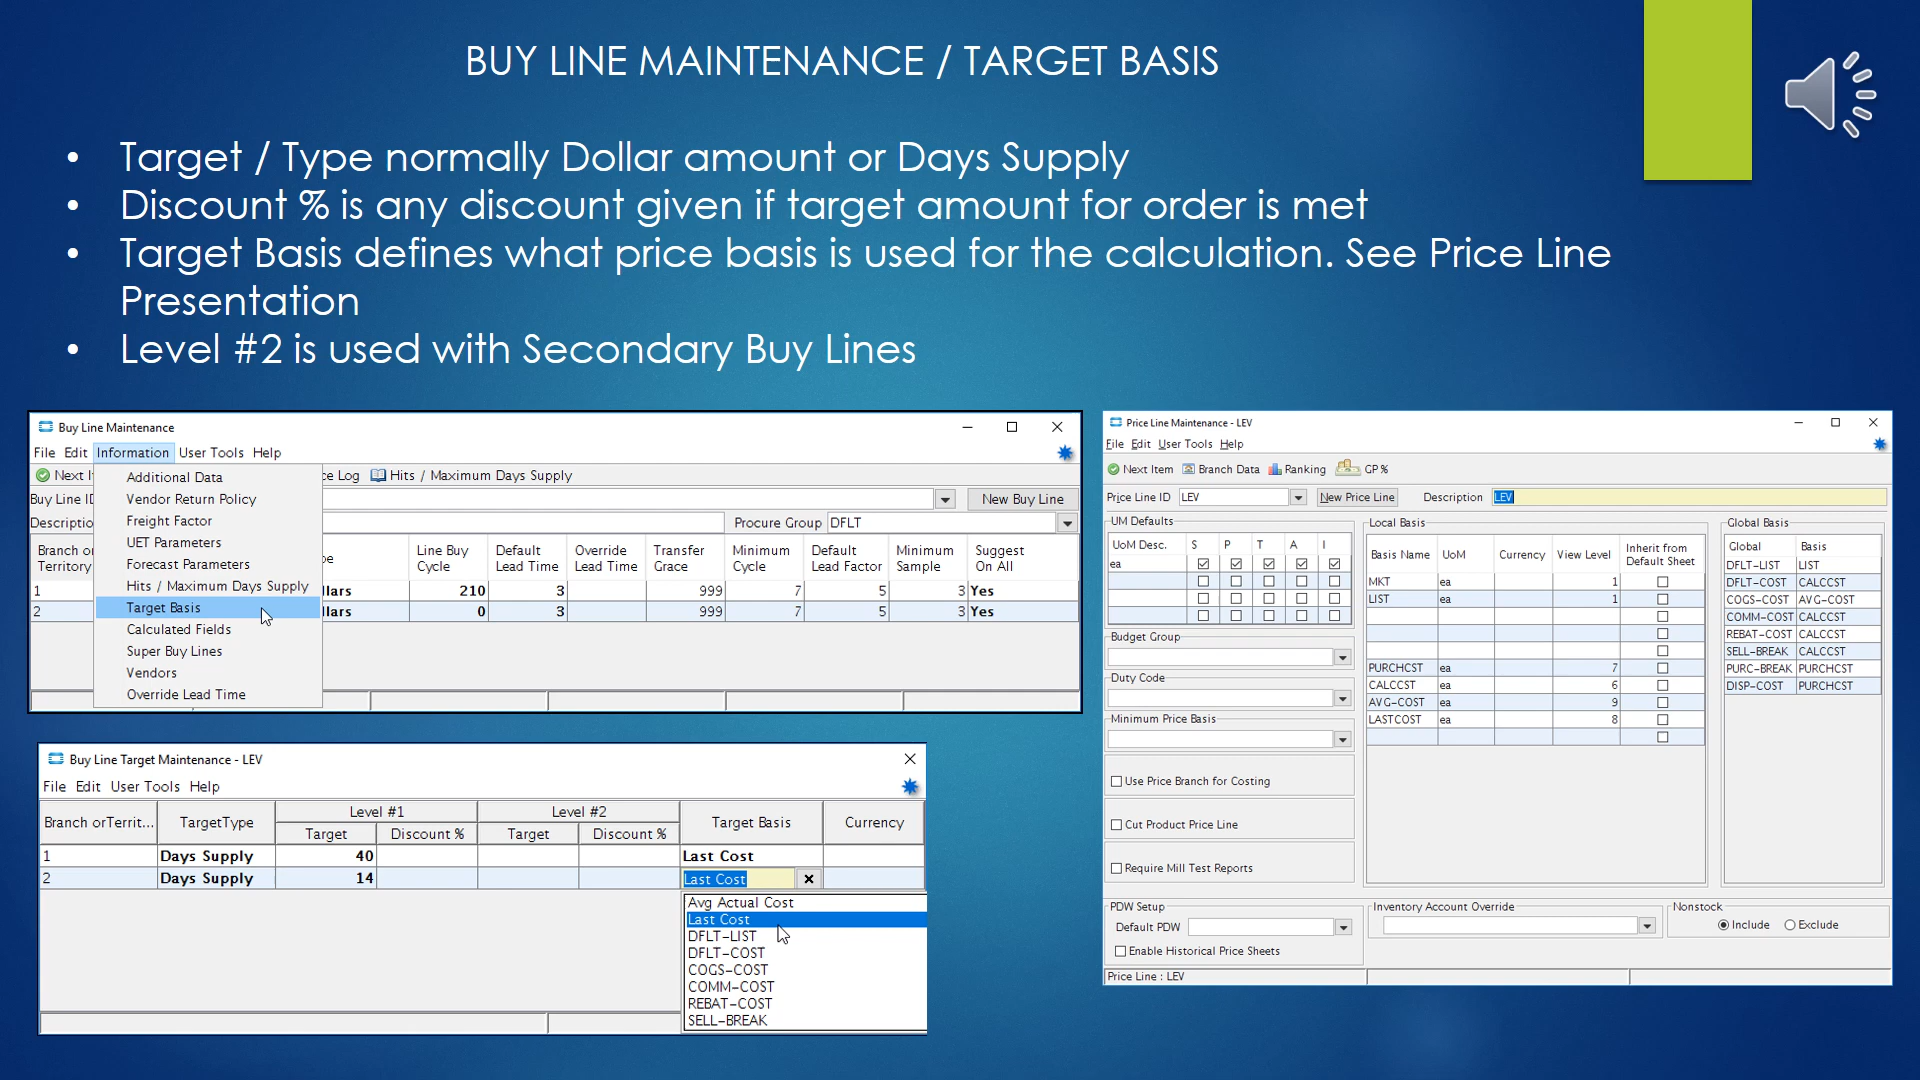 BUY LINE MAINTENANCE / TARGET BASIS
• Target / Type normally Dollar amount or Days Supply
• Discount % is any discount given if target amount for order is met
• Target Basis defines what price basis is used for the calculation. See Price Line
Presentation
• Level #2 is used with Secondary Buy Lines
Buy Line Maintenance
File Edit Information User Tools Help
Next I ce Log Hits / Maximum Days Supply
Buy Line ID New Buy Line
Descriptio Procure Group DFLT
Branch or Line Buy Default Override Transfer Minimum Default Minimum Suggest
Territory pe Cycle Lead Time Lead Time Grace Cycle Lead Factor Sample On All
1 llars 210 3 999 7 5 3 Yes
2 llars 0 3 999 7 5 3 Yes
Additional Data
Vendor Return Policy
Freight Factor
UET Parameters
Forecast Parameters
Hits / Maximum Days Supply
Target Basis
Calculated Fields
Super Buy Lines
Vendors
Override Lead Time
Buy Line Target Maintenance - LEV
File Edit User Tools Help
Level #1 Level #2
Branch orTerrit... TargetType Target Discount % Target Discount % Target Basis Currency
1 Days Supply 40 Last Cost
2 Days Supply 14 Last Cost
Avg Actual Cost
Last Cost
DFLT-LIST
DFLT-COST
COGS-COST
COMM-COST
REBAT-COST
SELL-BREAK
Price Line Maintenance - LEV
File Edit User Tools Help
Next Item Branch Data Ranking GP %
Price Line ID LEV New Price Line Description LEV
UM Defaults
UoM Desc. S P T A I
ea
Budget Group
Duty Code
Minimum Price Basis
Use Price Branch for Costing
Cut Product Price Line
Require Mill Test Reports
Local Basis
Basis Name UoM Currency View Level Inherit from
Default Sheet
MKT ea 1
LIST ea 1
PURCHCST ea 7
CALCCST ea 6
AVG-COST ea 9
LASTCOST ea 8
Global Basis
Global Basis
DFLT-LIST LIST
DFLT-COST CALCCST
COGS-COST AVG-COST
COMM-COST CALCCST
REBAT-COST CALCCST
SELL-BREAK CALCCST
PURC-BREAK PURCHCST
DISP-COST PURCHCST
PDW Setup
Default PDW
Enable Historical Price Sheets
Inventory Account Override
Nonstock
Include Exclude
Price Line : LEV